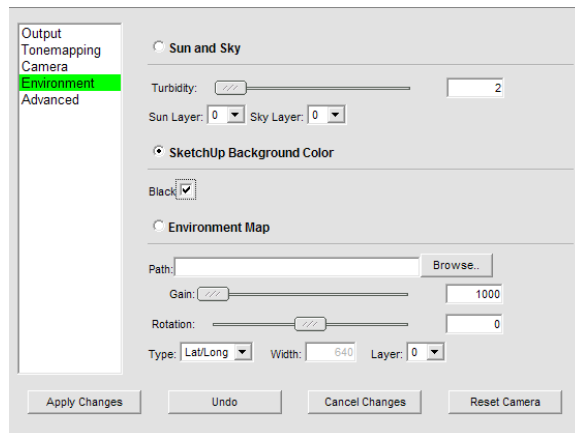 Output
Tonemapping
Camera
Environment
Advanced
Sun and Sky
Turbidity: 2
Sun Layer: 0 Sky Layer: 0
SketchUp Background Color
Black
Environment Map
Path: Browse..
Gain: 1000
Rotation: 0
Type: Lat/Long Width: 640 Layer: 0
Apply Changes Undo Cancel Changes Reset Camera